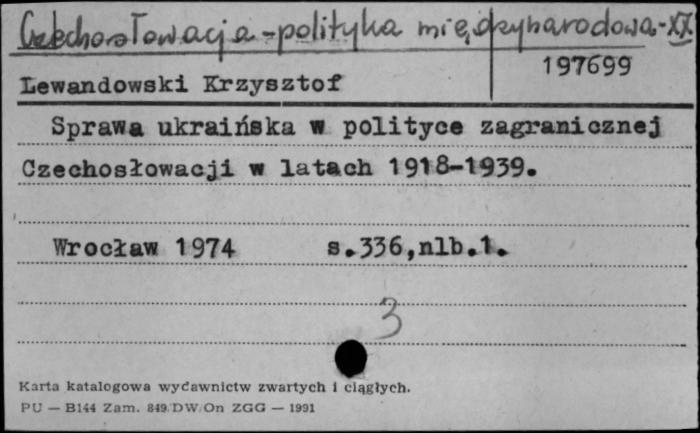 Czechosłowacja-polityka międzynarodowa-XX
197699
Lewandowski Krzysztof
Sprawa ukraińska w polityce zagranicznej
Czechosłowacji w latach 1918-1939.
Wrocław 1974 s.336,nlb.1.
3
Karta katalogowa wydawnictw zwartych i ciągłych.
PU — B144 Zam. 849/DW/On ZGG — 1991